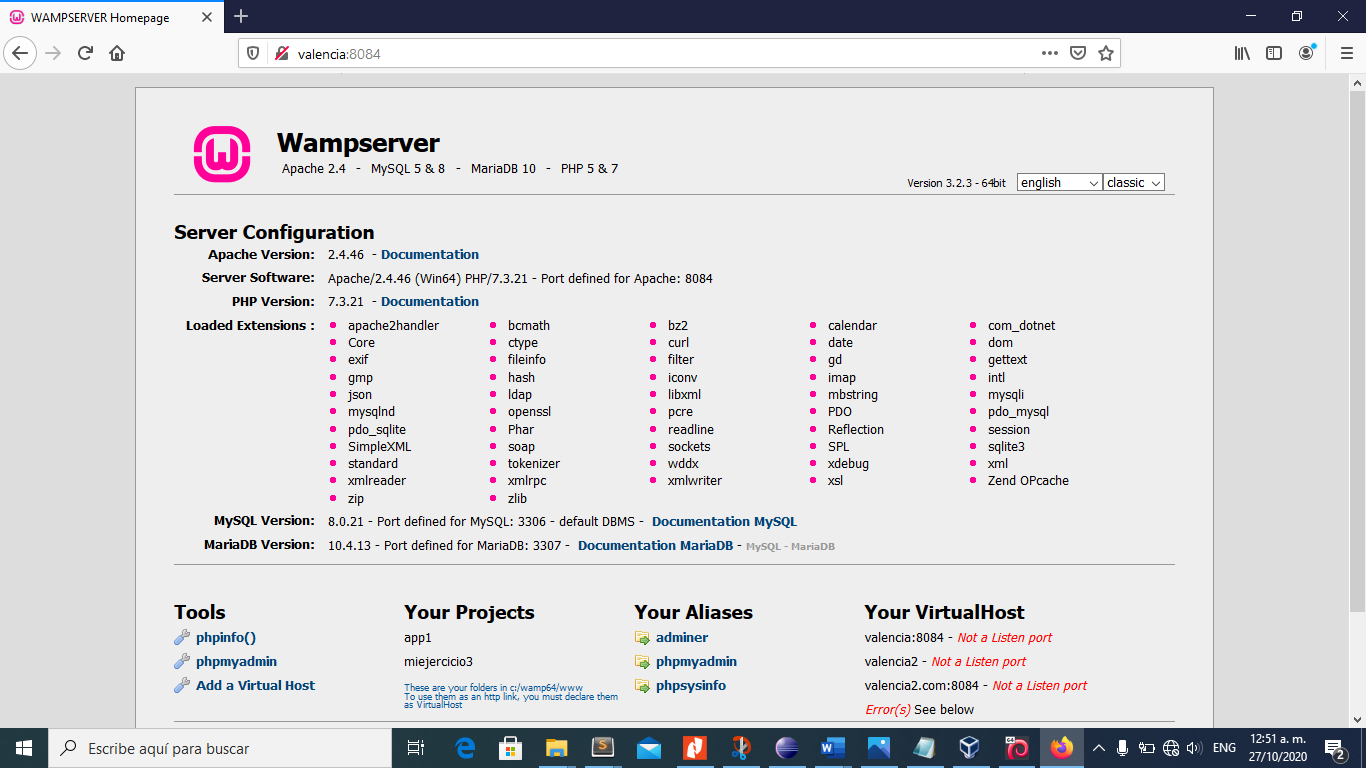 WAMPSERVER Homepage
valencia:8084
Wampserver
Apache 2.4 - MySQL 5 & 8 - MariaDB 10 - PHP 5 & 7
Version 3.2.3 - 64bit english classic
Server Configuration
Apache Version: 2.4.46 - Documentation
Server Software: Apache/2.4.46 (Win64) PHP/7.3.21 - Port defined for Apache: 8084
PHP Version: 7.3.21 - Documentation
Loaded Extensions : apache2handler bcmath bz2 calendar com_dotnet
Core ctype curl date dom
exif fileinfo filter gd gettext
gmp hash iconv imap intl
json ldap libxml mbstring mysqli
mysqlnd openssl pcre PDO pdo_mysql
pdo_sqlite Phar readline Reflection session
SimpleXML soap sockets SPL sqlite3
standard tokenizer wddx xdebug xml
xmlreader xmlrpc xmlwriter xsl Zend OPcache
zip zlib
MySQL Version: 8.0.21 - Port defined for MySQL: 3306 - default DBMS - Documentation MySQL
MariaDB Version: 10.4.13 - Port defined for MariaDB: 3307 - Documentation MariaDB - MySQL - MariaDB
Tools
phpinfo()
phpmyadmin
Add a Virtual Host
Your Projects
app1
miejercicio3
These are your folders in c:/wamp64/www
To use them as an http link, you must declare them
as VirtualHost
Your Aliases
adminer
phpmyadmin
phpsysinfo
Your VirtualHost
valencia:8084 - Not a Listen port
valencia2 - Not a Listen port
valencia2.com:8084 - Not a Listen port
Error(s) See below
Escribe aquí para buscar
ENG
12:51 a. m.
27/10/2020
2